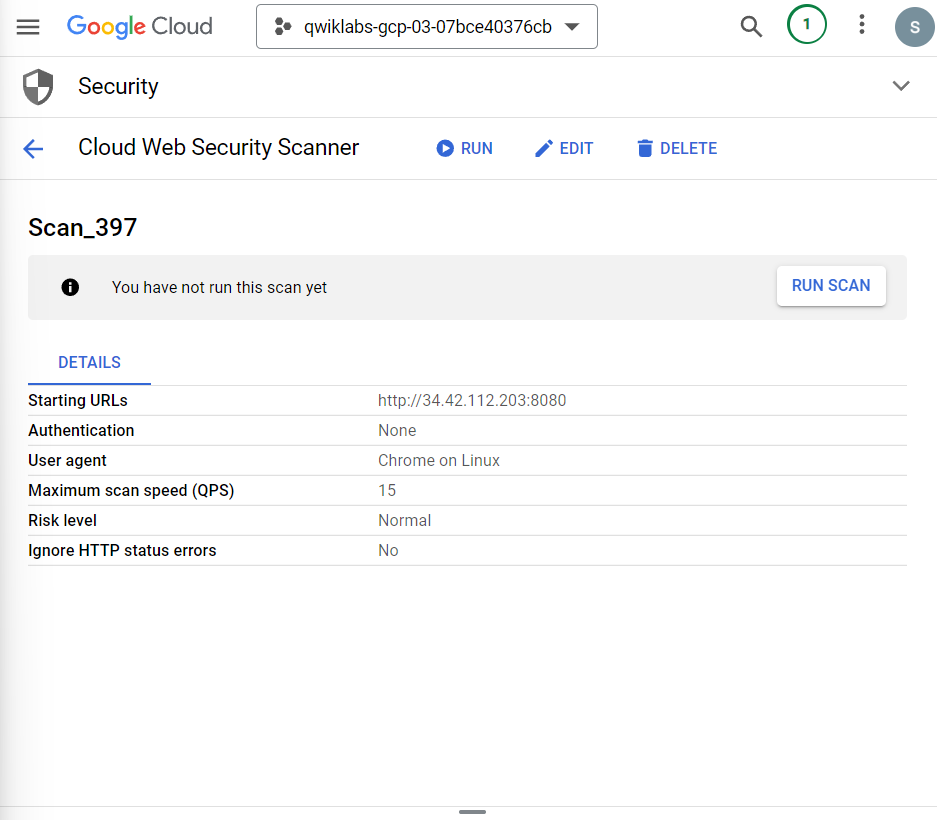 Google Cloud qwiklabs-gcp-03-07bce40376cb 1 S
Security
Cloud Web Security Scanner RUN EDIT DELETE
Scan_397
You have not run this scan yet RUN SCAN
DETAILS
Starting URLs http://34.42.112.203:8080
Authentication None
User agent Chrome on Linux
Maximum scan speed (QPS) 15
Risk level Normal
Ignore HTTP status errors No